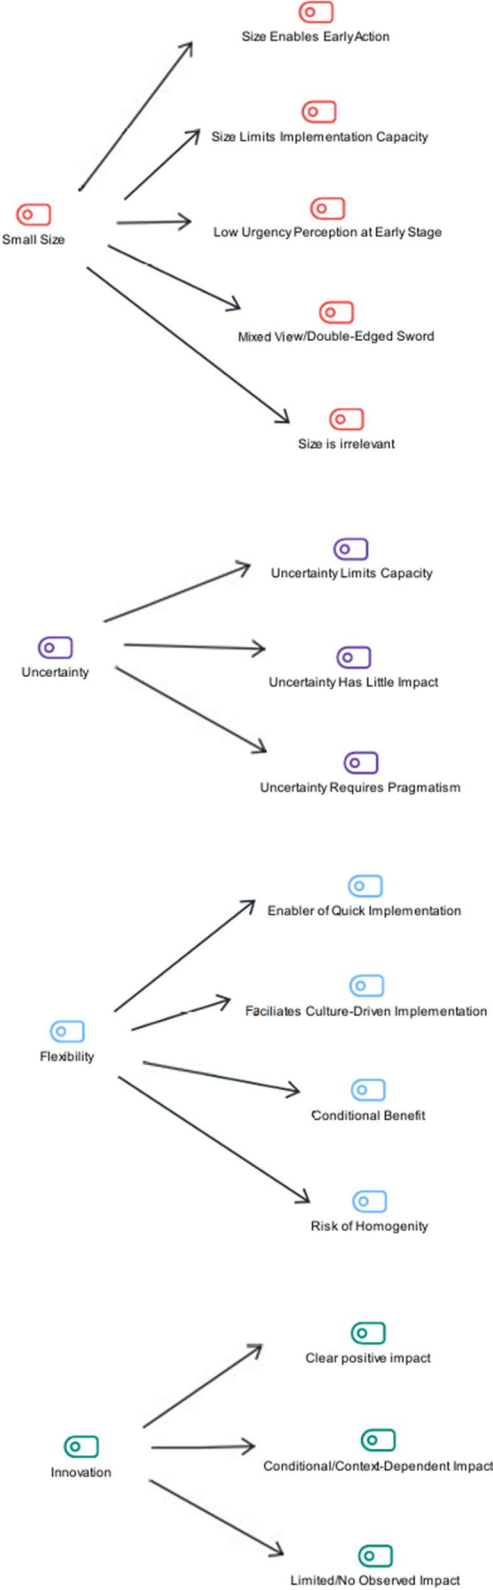 Size Enables Early Action
Size Limits Implementation Capacity
Small Size
Low Urgency Perception at Early Stage
Mixed View/Double-Edged Sword
Size is irrelevant
Uncertainty Limits Capacity
Uncertainty
Uncertainty Has Little Impact
Uncertainty Requires Pragmatism
Enabler of Quick Implementation
Faciliates Culture-Driven Implementation
Flexibility
Conditional Benefit
Risk of Homogenity
Clear positive impact
Innovation
Conditional/Context-Dependent Impact
Limited/No Observed Impact